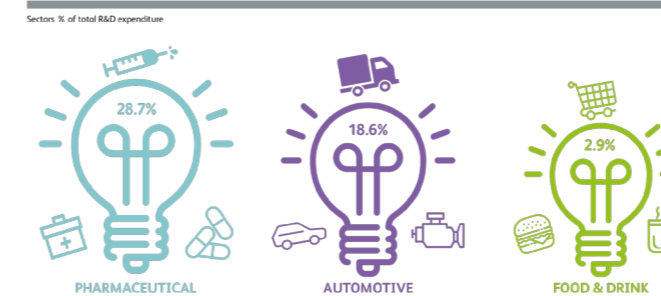 Sectors % of total R&D expenditure
28.7%
18.6%
2.9%
PHARMACEUTICAL
AUTOMOTIVE
FOOD & DRINK